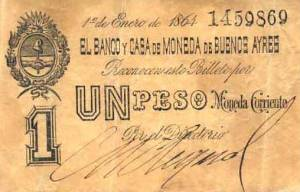 1º de Enero de 1864 1459869
EL BANCO Y CASA DE MONEDA DE BUENOS AYRES
Reconocen este Billete por
1 UN PESO Moneda Corriente
Por el Directorio